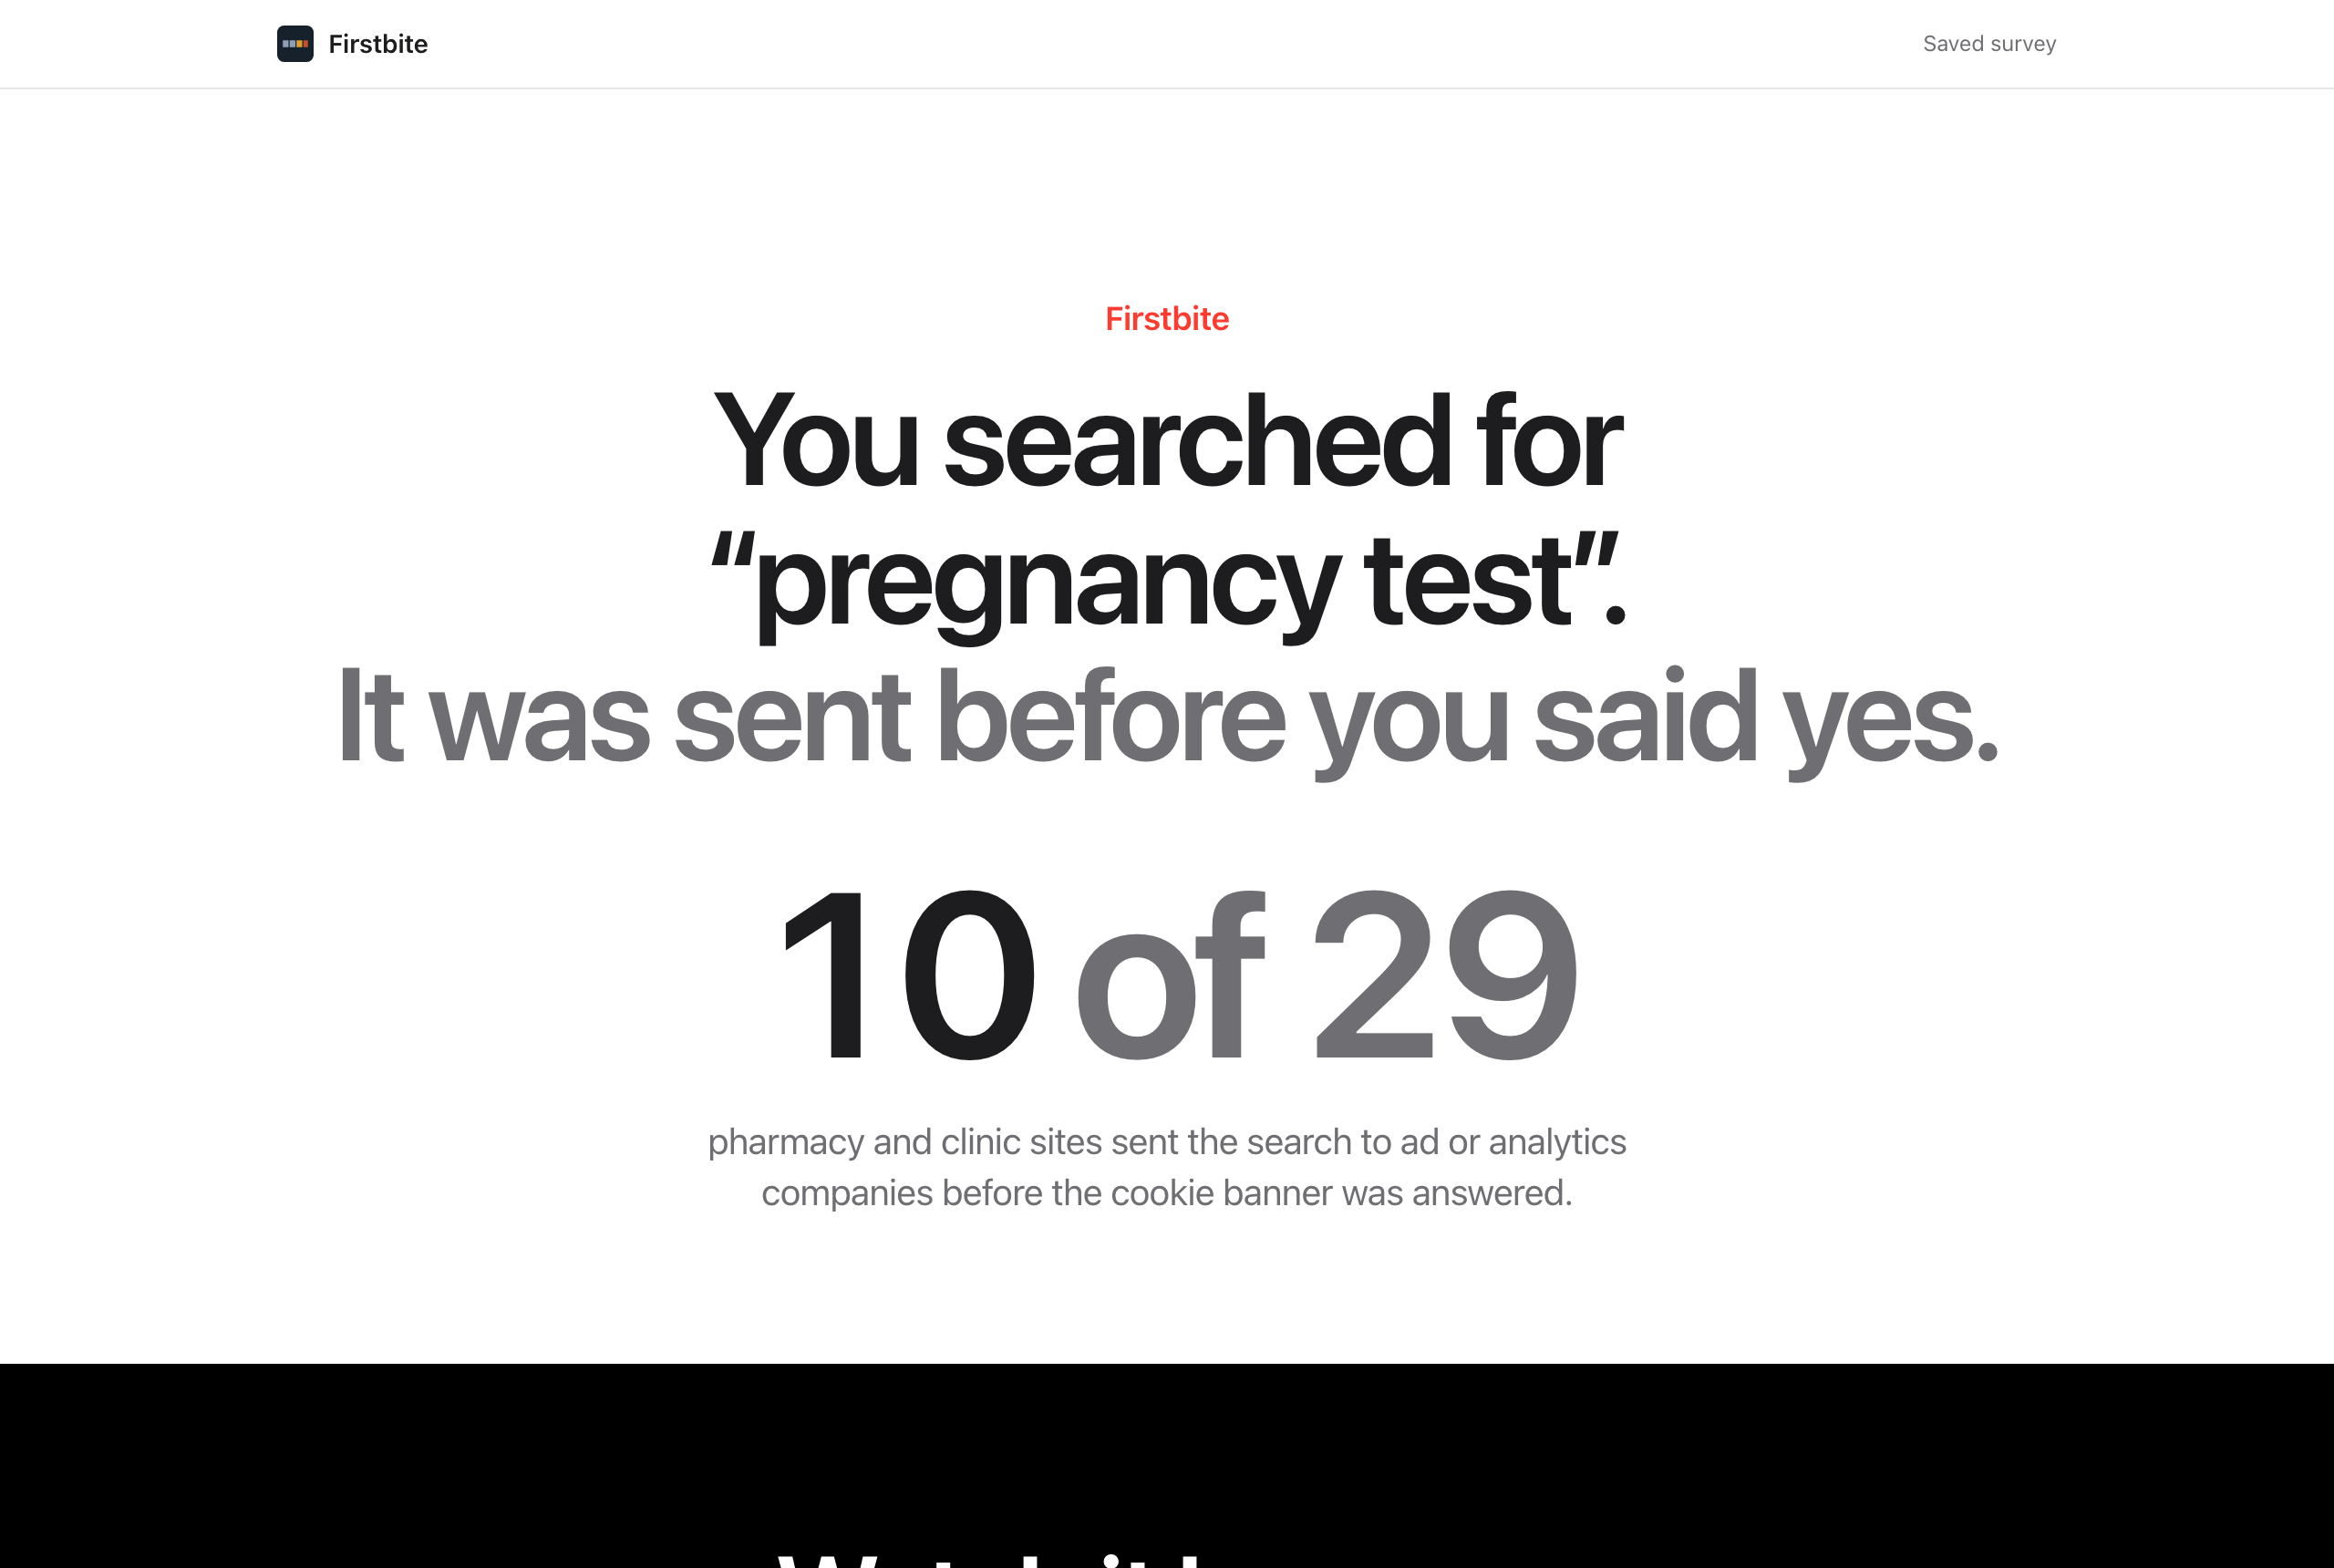 Firstbite
Saved survey
Firstbite
You searched for
“pregnancy test”.
It was sent before you said yes.
10 of 29
pharmacy and clinic sites sent the search to ad or analytics
companies before the cookie banner was answered.